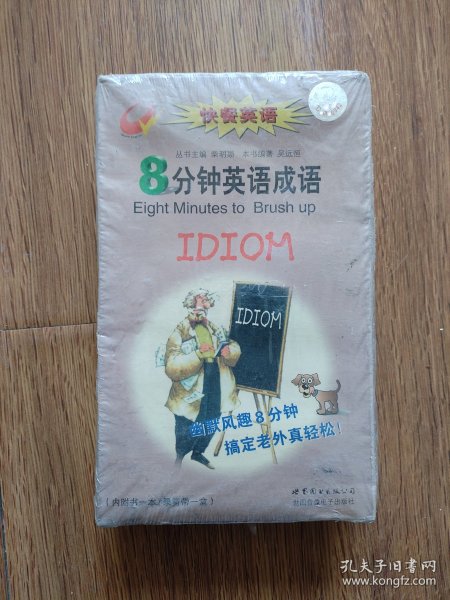 快餐英语
丛书主编 柴明熲 本书编著 吴远恒
8分钟英语成语
Eight Minutes to Brush up
IDIOM
IDIOM
幽默风趣8分钟
搞定老外真轻松!
(内附书一本/录音带一盒)
世界图书出版公司
孔夫子旧书网
www.kongfz.com